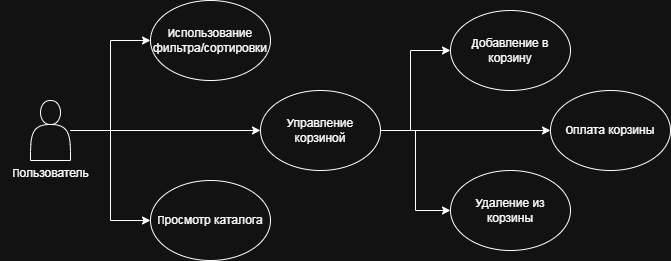 Использование
фильтра/сортировки
Добавление в
корзину
Управление
корзиной
Оплата корзины
Пользователь
Просмотр каталога
Удаление из
корзины